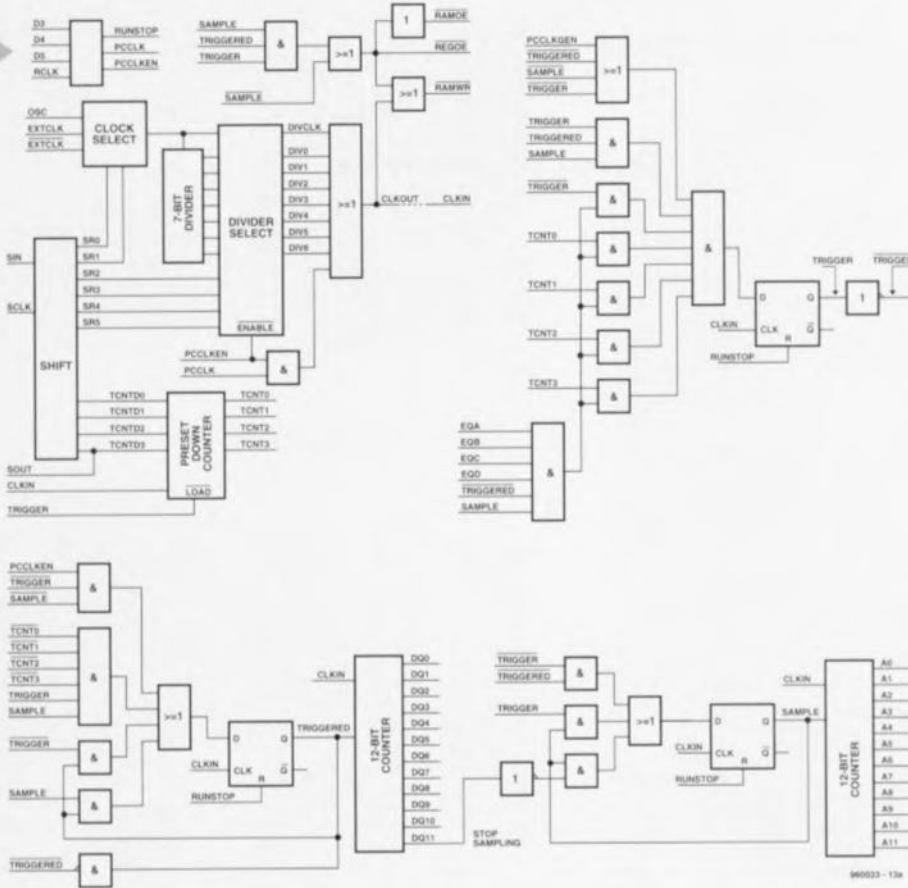 D3
D4
D5
RCLK
RUNSTOP
PCCLK
PCCLKEN
SAMPLE
TRIGGERED
TRIGGER
&
SAMPLE
>=1
1
RAMOE
REGOE
>=1
RAMWR
OSC
EXTCLK
EXTCLK
CLOCK
SELECT
7-BIT
DIVIDER
DIVIDER
SELECT
ENABLE
DIVCLK
DIV0
DIV1
DIV2
DIV3
DIV4
DIV5
DIV6
>=1
CLKOUT
CLKIN
SIN
SCLK
SHIFT
SR0
SR1
SR2
SR3
SR4
SR5
PCCLKEN
PCCLK
&
TCNTD0
TCNTD1
TCNTD2
TCNTD3
PRESET
DOWN
COUNTER
LOAD
TCNT0
TCNT1
TCNT2
TCNT3
SOUT
CLKIN
TRIGGER
PCCLKGEN
TRIGGERED
SAMPLE
TRIGGER
>=1
TRIGGER
TRIGGERED
SAMPLE
&
TRIGGER
&
TCNT0
&
TCNT1
&
TCNT2
&
TCNT3
&
EQA
EQB
EQC
EQD
TRIGGERED
SAMPLE
&
&
D
Q
CLKIN
CLK
Q
R
RUNSTOP
TRIGGER
1
TRIGGER
PCCLKEN
TRIGGER
SAMPLE
&
TCNT0
TCNT1
TCNT2
TCNT3
TRIGGER
SAMPLE
&
TRIGGER
&
SAMPLE
&
TRIGGERED
&
>=1
D
Q
CLKIN
CLK
Q
R
RUNSTOP
TRIGGERED
CLKIN
12-BIT
COUNTER
DQ0
DQ1
DQ2
DQ3
DQ4
DQ5
DQ6
DQ7
DQ8
DQ9
DQ10
DQ11
STOP
SAMPLING
1
TRIGGER
TRIGGERED
&
TRIGGER
&
&
>=1
D
Q
CLKIN
CLK
Q
R
RUNSTOP
SAMPLE
CLKIN
12-BIT
COUNTER
A0
A1
A2
A3
A4
A5
A6
A7
A8
A9
A10
A11
960033 - 13a